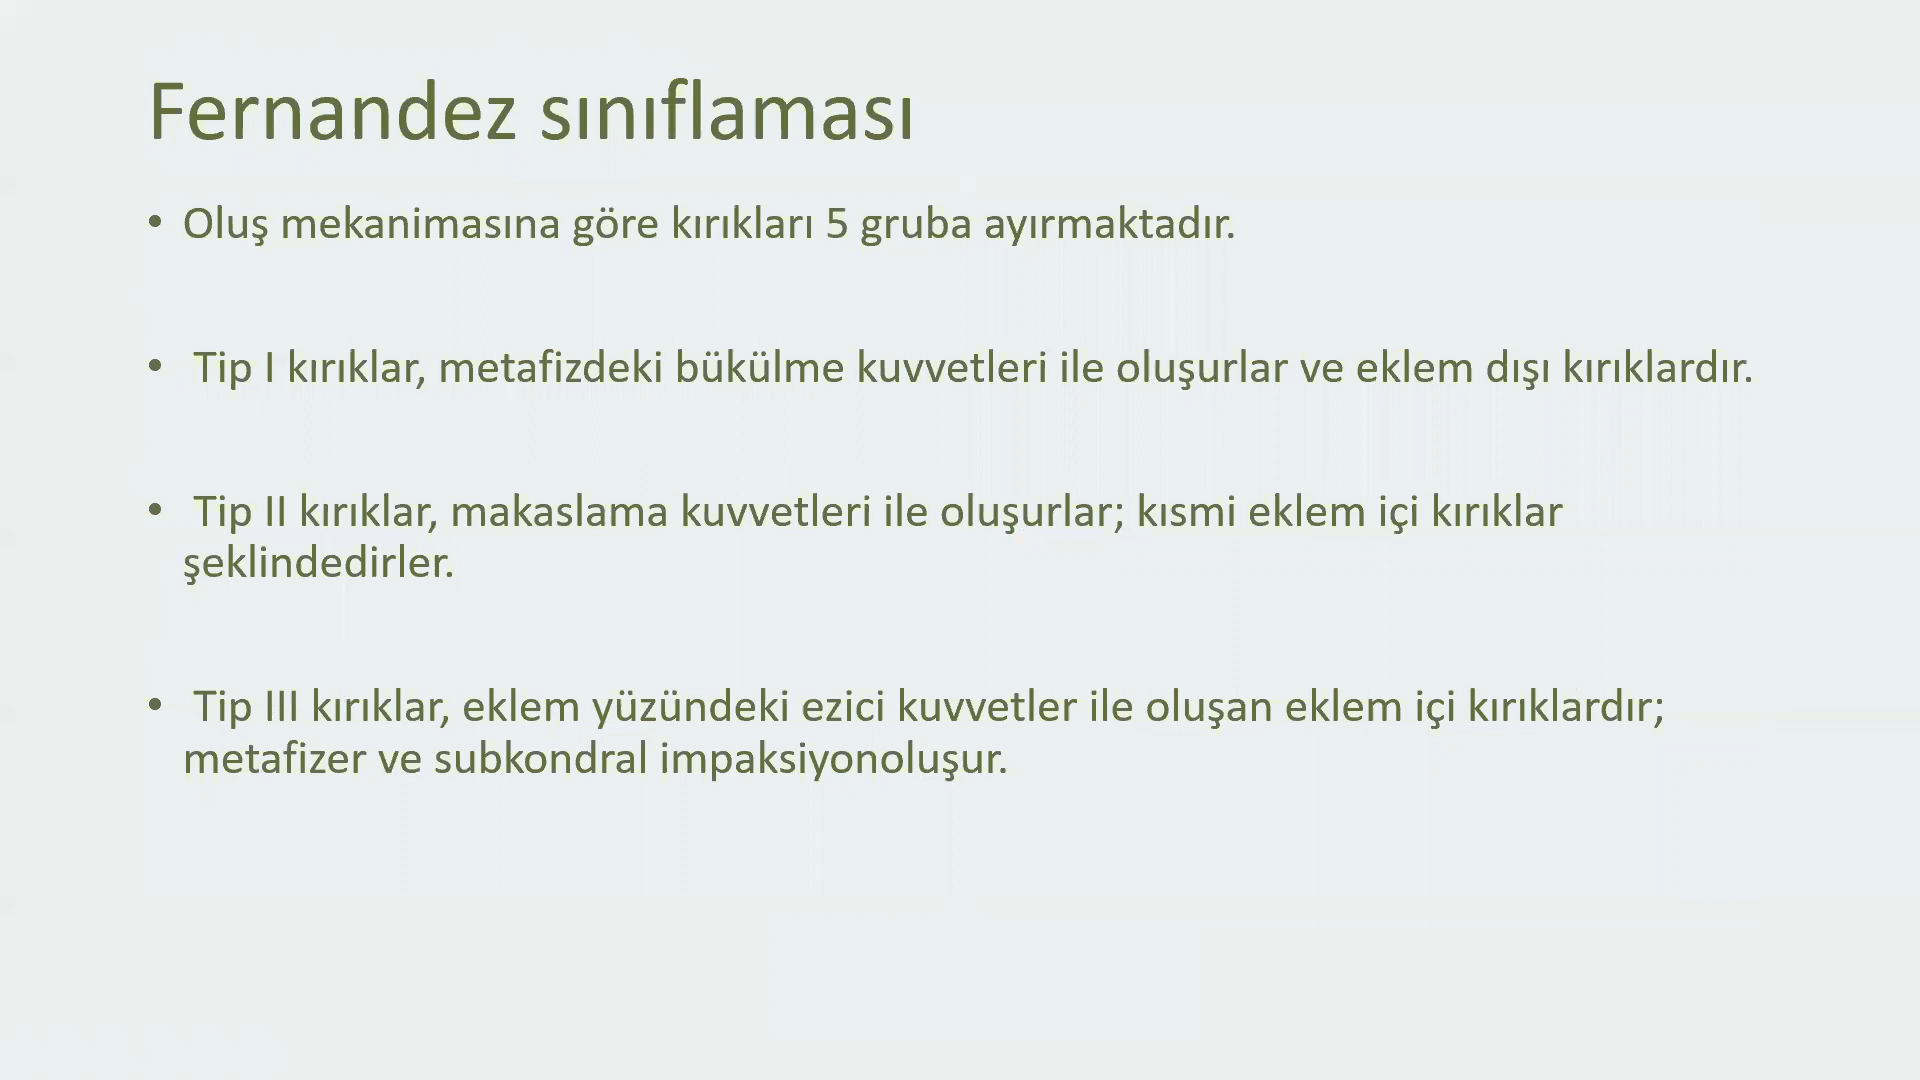 Fernandez sınıflaması
• Oluş mekanimasına göre kırıkları 5 gruba ayırmaktadır.
• Tip I kırıklar, metafizdeki bükülme kuvvetleri ile oluşurlar ve eklem dışı kırıklardır.
• Tip II kırıklar, makaslama kuvvetleri ile oluşurlar; kısmi eklem içi kırıklar
şeklindedirler.
• Tip III kırıklar, eklem yüzündeki ezici kuvvetler ile oluşan eklem içi kırıklardır;
metafizer ve subkondral impaksiyonoluşur.